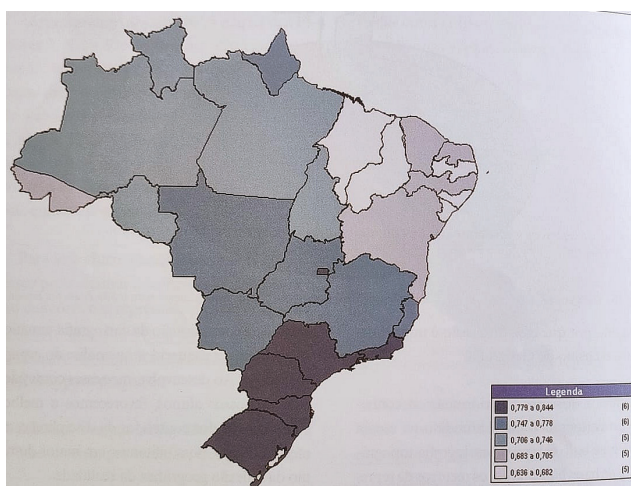 Legenda
0,779 a 0,844 (6)
0,747 a 0,778 (6)
0,706 a 0,746 (5)
0,683 a 0,705 (5)
0,636 a 0,682 (5)